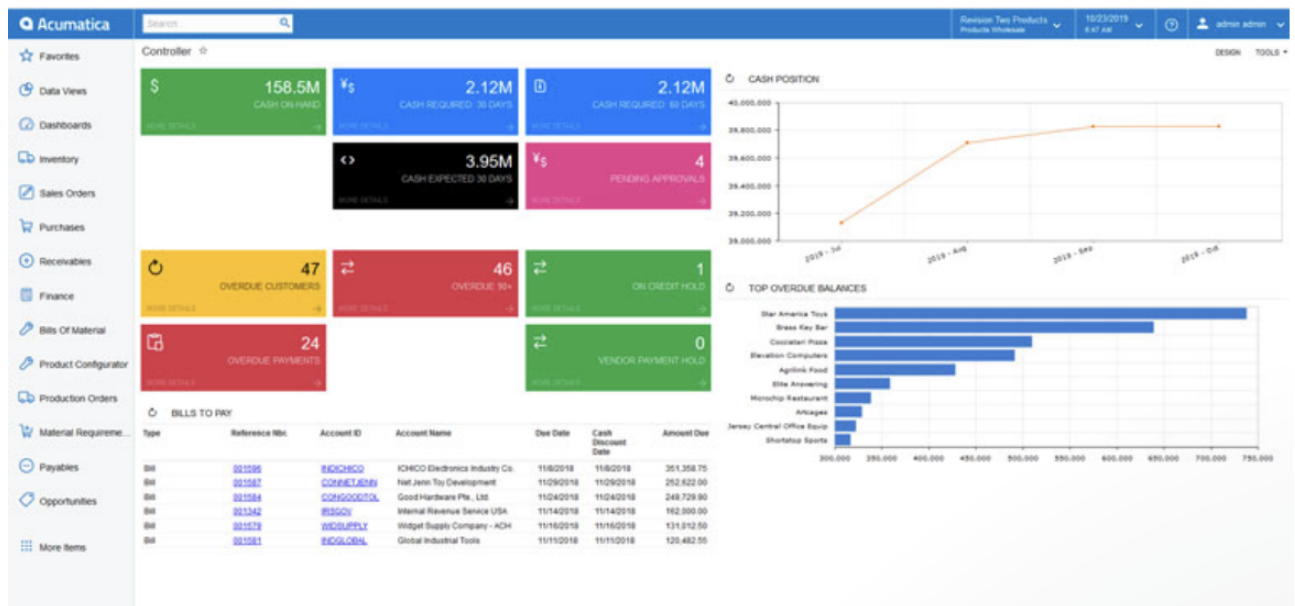 Acumatica
Search...
Revision Two Products
Products Wholesale
10/23/2019
6:47 AM
admin admin
Favorites
Data Views
Dashboards
Inventory
Sales Orders
Purchases
Receivables
Finance
Bills Of Material
Product Configurator
Production Orders
Material Requireme...
Payables
Opportunities
More Items
Controller
DESIGN
TOOLS
158.5M
CASH ON HAND
MORE DETAILS
2.12M
CASH REQUIRED 30 DAYS
MORE DETAILS
2.12M
CASH REQUIRED 60 DAYS
MORE DETAILS
3.95M
CASH EXPECTED 30 DAYS
MORE DETAILS
4
PENDING APPROVALS
MORE DETAILS
47
OVERDUE CUSTOMERS
MORE DETAILS
46
OVERDUE 90+
MORE DETAILS
1
ON CREDIT HOLD
MORE DETAILS
24
OVERDUE PAYMENTS
MORE DETAILS
0
VENDOR PAYMENT HOLD
MORE DETAILS
BILLS TO PAY
Type Reference Nbr. Account ID Account Name Due Date Cash Discount Date Amount Due
Bill 001596 INDICHICO ICHICO Electronics Industry Co. 11/8/2018 11/8/2018 351,358.75
Bill 001587 CONNETJENN Net Jenn Toy Development 11/29/2018 11/29/2018 252,622.00
Bill 001584 CONGOODTOL Good Hardware Pte., Ltd. 11/24/2018 11/24/2018 249,729.90
Bill 001342 IRSGOV Internal Revenue Service USA 11/14/2018 11/14/2018 162,000.00
Bill 001579 WIDSUPPLY Widget Supply Company - ACH 11/16/2018 11/16/2018 131,012.50
Bill 001581 INDGLOBAL Global Industrial Tools 11/11/2018 11/11/2018 120,482.55
CASH POSITION
40,000,000
39,800,000
39,600,000
39,400,000
39,200,000
39,000,000
2019 - Jul
2019 - Aug
2019 - Sep
2019 - Oct
TOP OVERDUE BALANCES
Star America Toys
Brass Key Bar
Cocciatari Pizza
Elevation Computers
Agrilink Food
Elite Answering
Microchip Restaurant
Artcages
Jersey Central Office Equip
Shortstop Sports
300,000 350,000 400,000 450,000 500,000 550,000 600,000 650,000 700,000 750,000